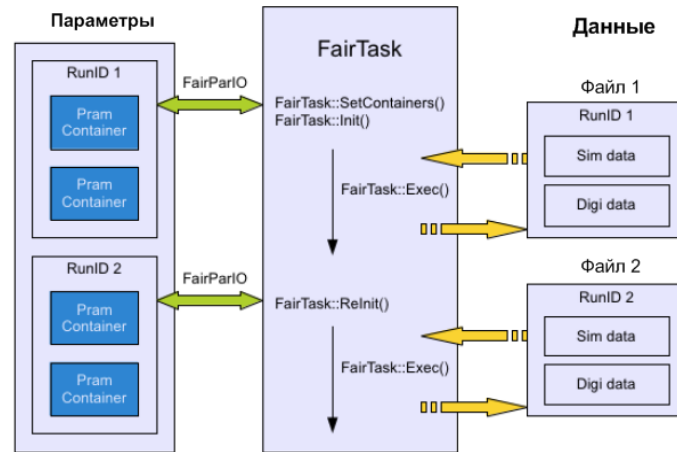 Параметры
RunID 1
Pram
Container
Pram
Container
RunID 2
Pram
Container
Pram
Container
FairParIO
FairParIO
FairTask
FairTask::SetContainers()
FairTask::Init()
FairTask::Exec()
FairTask::ReInit()
FairTask::Exec()
Данные
Файл 1
RunID 1
Sim data
Digi data
Файл 2
RunID 2
Sim data
Digi data